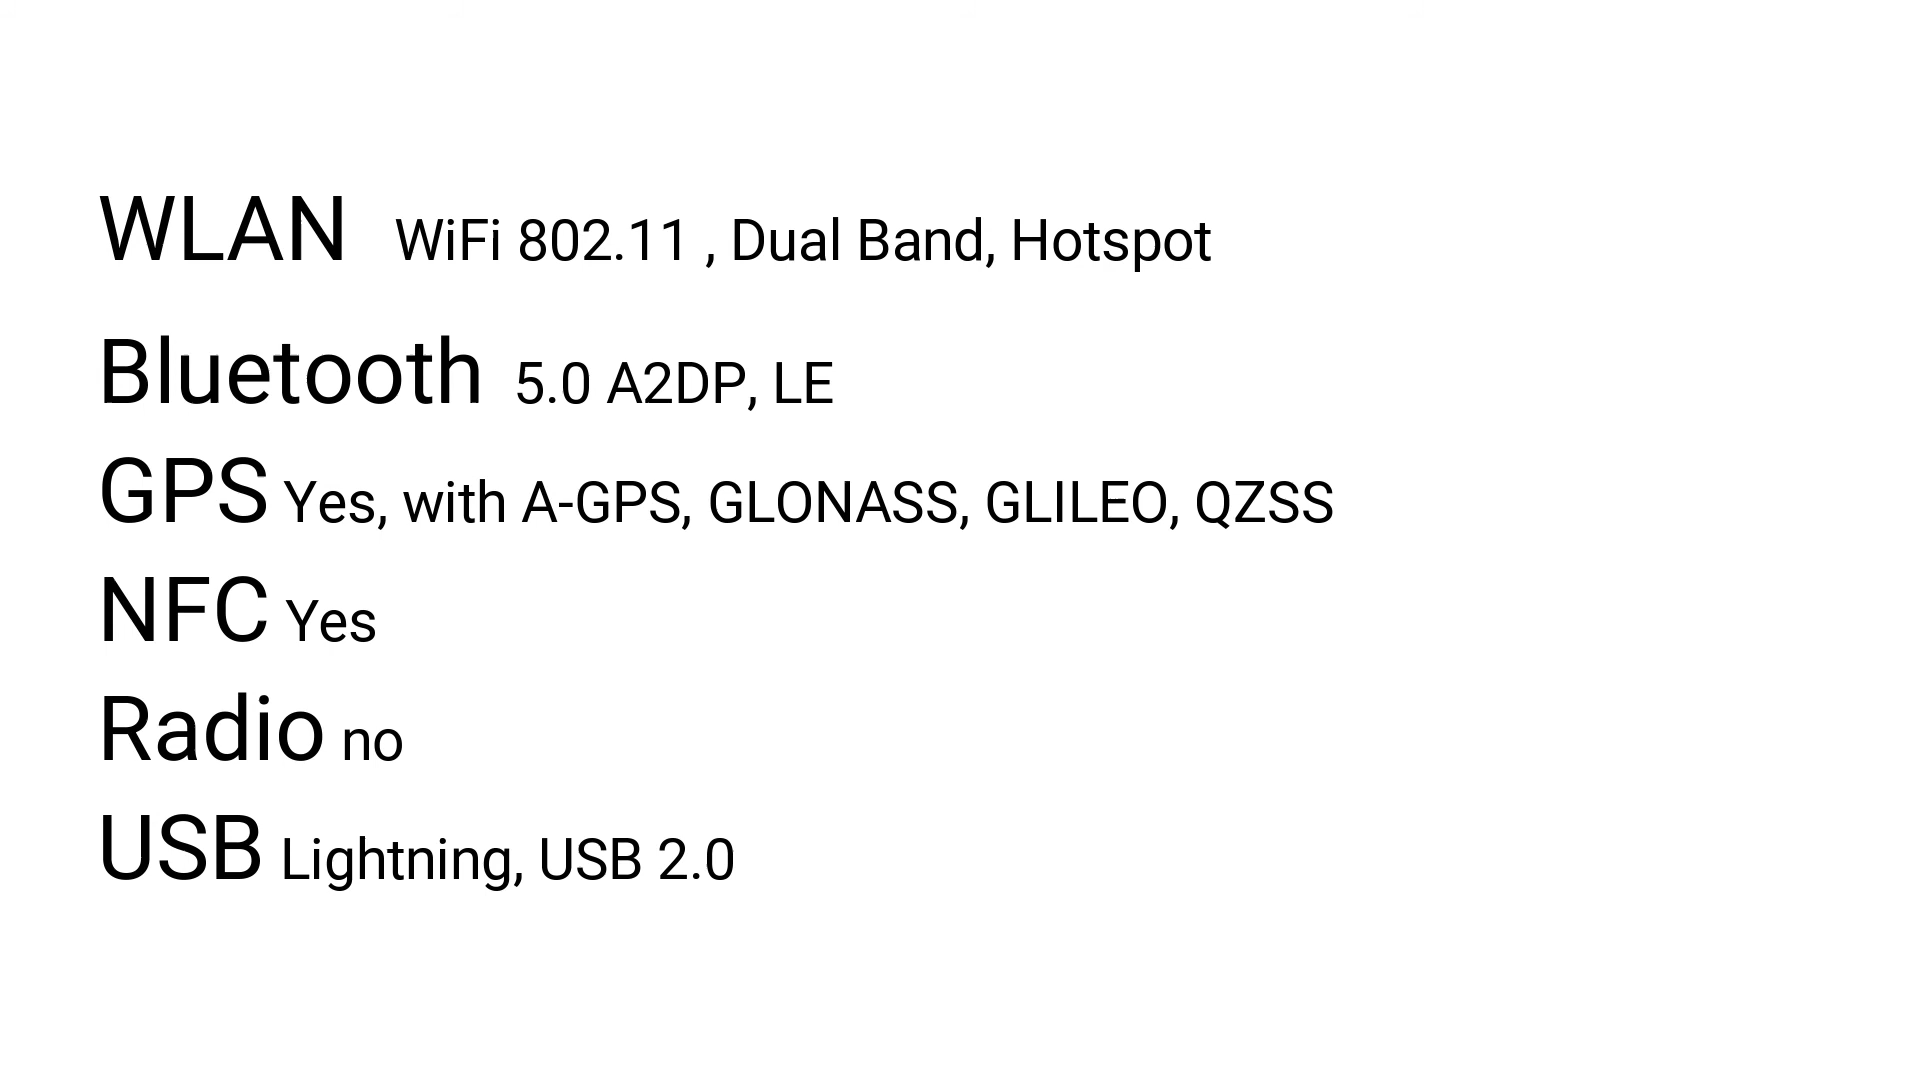 WLAN WiFi 802.11 , Dual Band, Hotspot
Bluetooth 5.0 A2DP, LE
GPS Yes, with A-GPS, GLONASS, GLILEO, QZSS
NFC Yes
Radio no
USB Lightning, USB 2.0